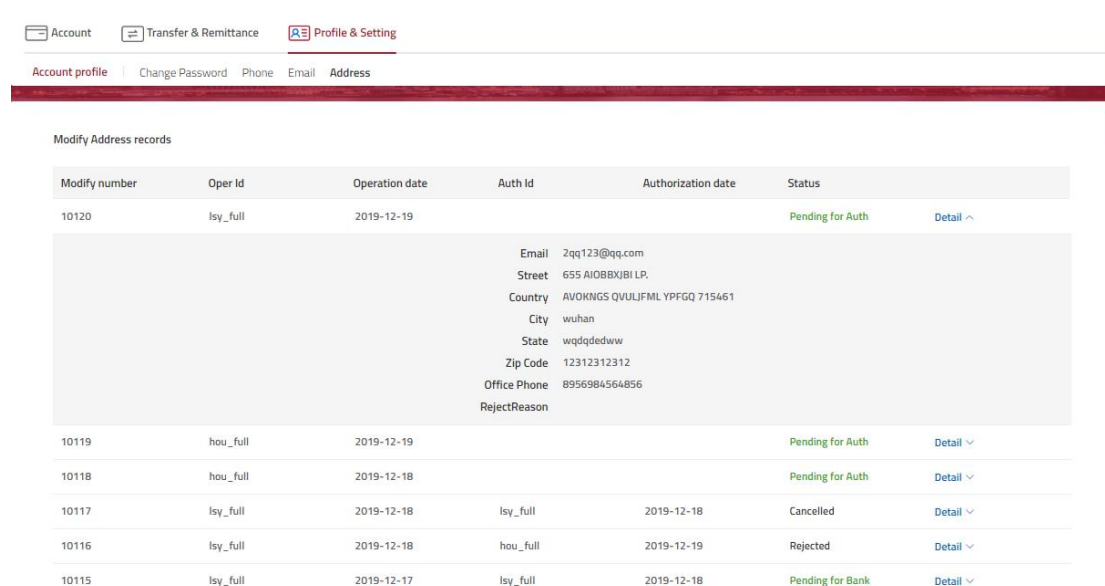 Account Transfer & Remittance Profile & Setting
Account profile Change Password Phone Email Address
Modify Address records
Modify number Oper Id Operation date Auth Id Authorization date Status
10120 lsy_full 2019-12-19 Pending for Auth Detail
Email 2qq123@qq.com
Street 655 AIOBBXJBI LP.
Country AVOKNGS QVULJFML YPFGQ 715461
City wuhan
State wqdqdedww
Zip Code 12312312312
Office Phone 8956984564856
RejectReason
10119 hou_full 2019-12-19 Pending for Auth Detail
10118 hou_full 2019-12-18 Pending for Auth Detail
10117 lsy_full 2019-12-18 lsy_full 2019-12-18 Cancelled Detail
10116 lsy_full 2019-12-18 hou_full 2019-12-19 Rejected Detail
10115 lsy_full 2019-12-17 lsy_full 2019-12-18 Pending for Bank Detail